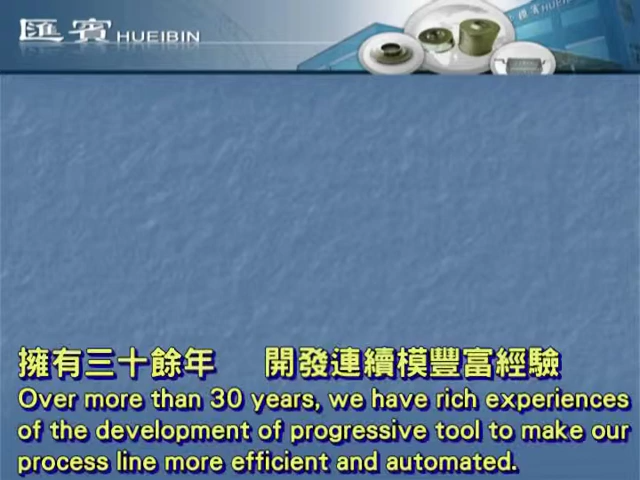 匯賓 HUEIBIN
擁有三十餘年 開發連續模豐富經驗
Over more than 30 years, we have rich experiences
of the development of progressive tool to make our
process line more efficient and automated.